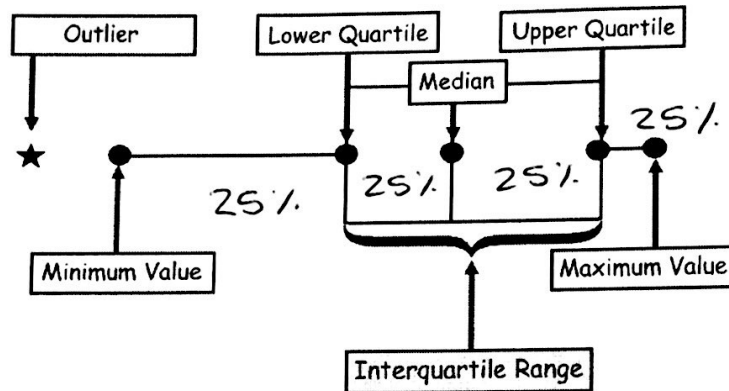 Outlier
Lower Quartile
Upper Quartile
Median
25%
25%
25%
25%
Minimum Value
Maximum Value
Interquartile Range